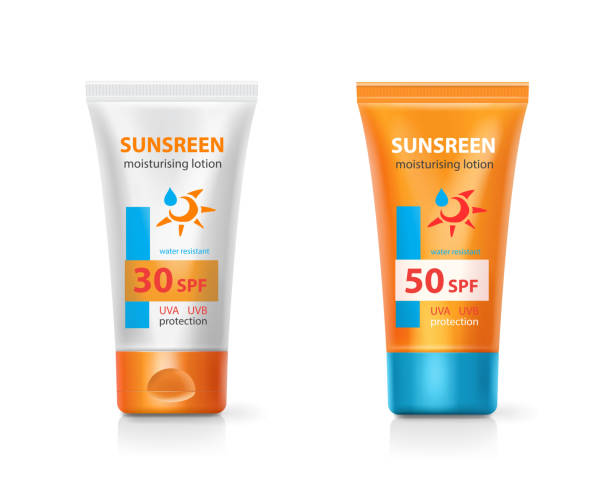 SUNSREEN
moisturising lotion
water resistant
30 SPF
UVA UVB
protection
SUNSREEN
moisturising lotion
water resistant
50 SPF
UVA UVB
protection